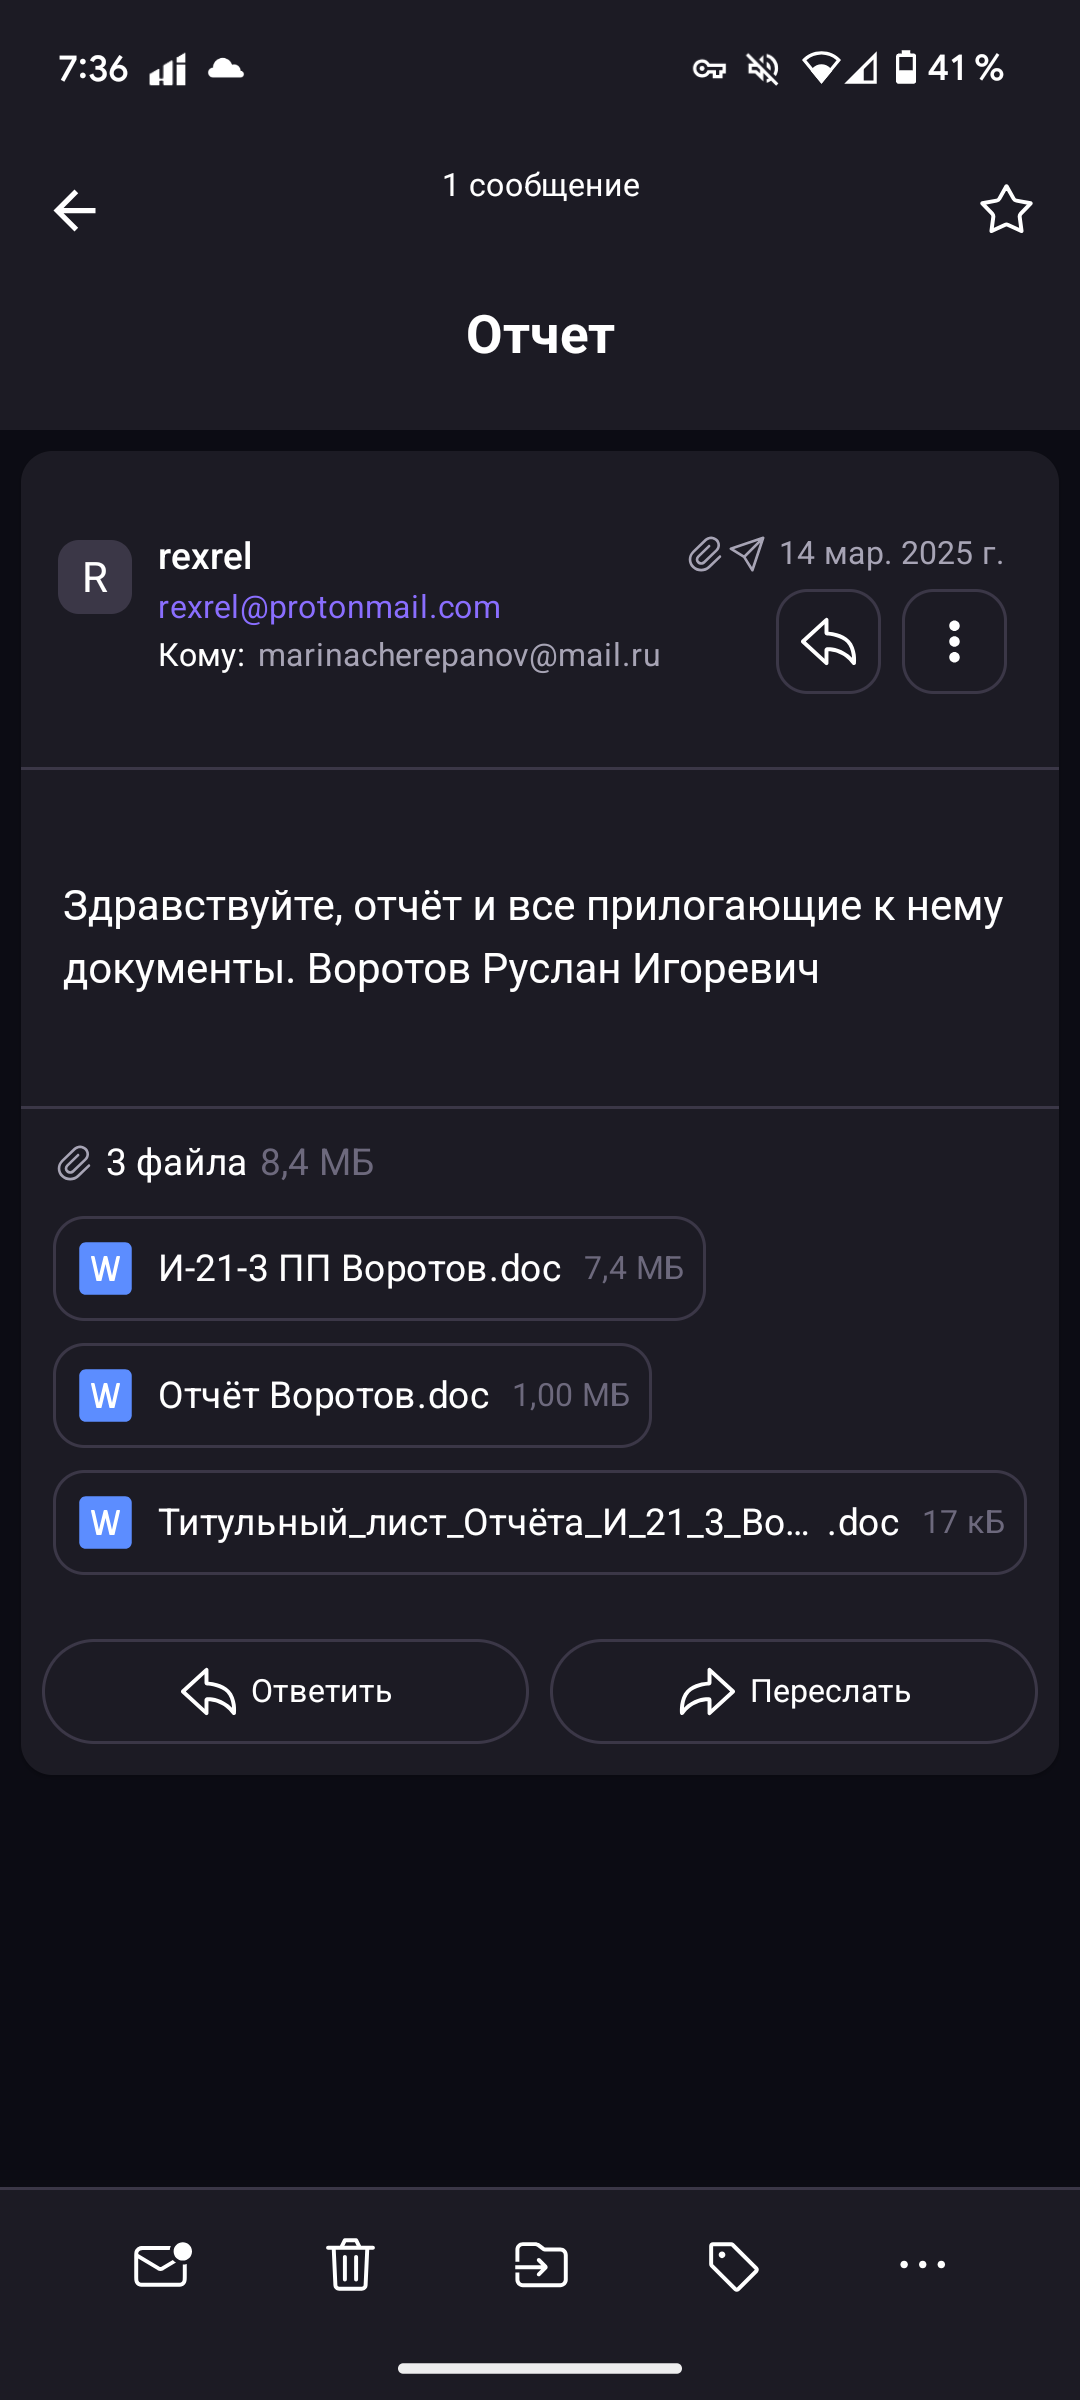 7:36
41 %
1 сообщение
Отчет
R
rexrel
14 мар. 2025 г.
rexrel@protonmail.com
Кому: marinacherepanov@mail.ru
Здравствуйте, отчёт и все прилогающие к нему
документы. Воротов Руслан Игоревич
3 файла 8,4 МБ
W И-21-3 ПП Воротов.doc 7,4 МБ
W Отчёт Воротов.doc 1,00 МБ
W Титульный_лист_Отчёта_И_21_3_Во… .doc 17 кБ
Ответить
Переслать